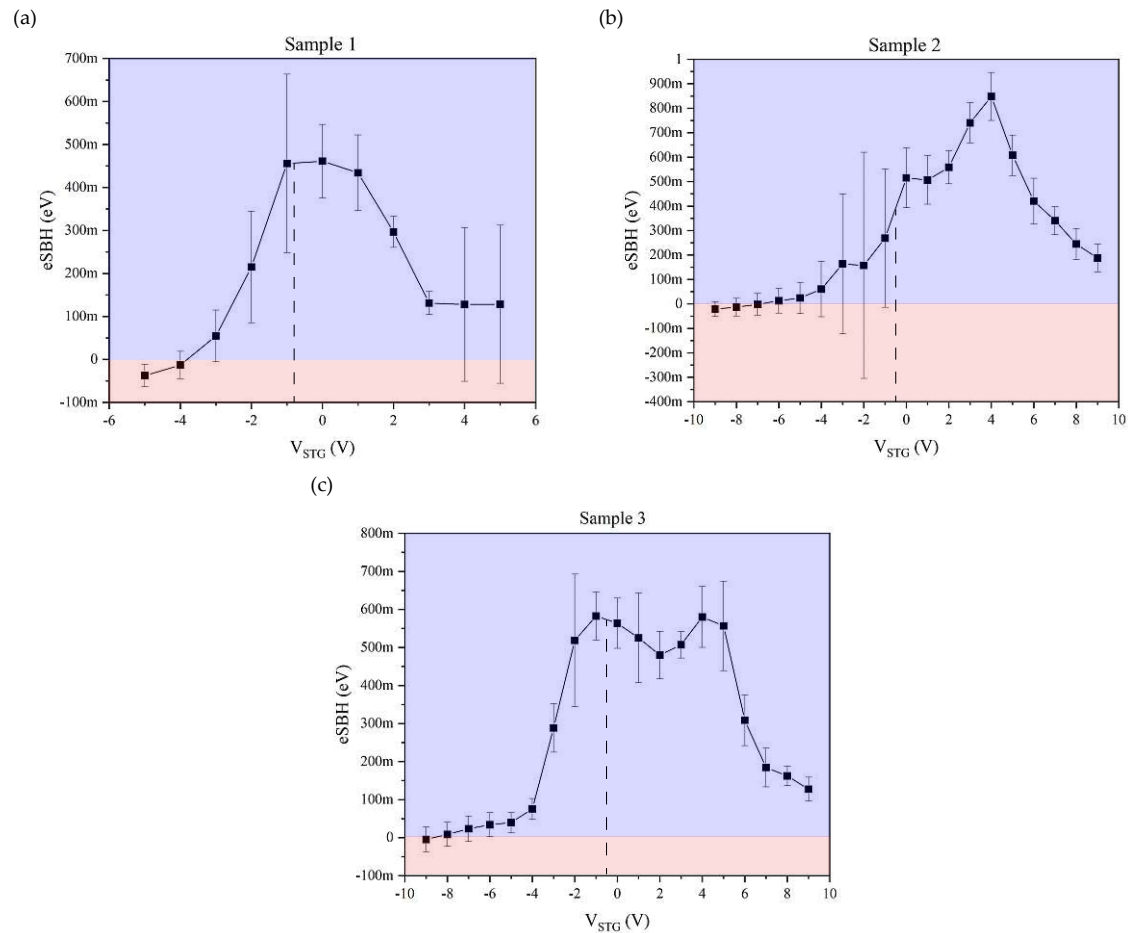 (a)
Sample 1
700m
600m
500m
400m
300m
200m
100m
0
-100m
eSBH (eV)
-6 -4 -2 0 2 4 6
V_STG (V)
(b)
Sample 2
1
900m
800m
700m
600m
500m
400m
300m
200m
100m
0
-100m
-200m
-300m
-400m
eSBH (eV)
-10 -8 -6 -4 -2 0 2 4 6 8 10
V_STG (V)
(c)
Sample 3
800m
700m
600m
500m
400m
300m
200m
100m
0
-100m
eSBH (eV)
-10 -8 -6 -4 -2 0 2 4 6 8 10
V_STG (V)